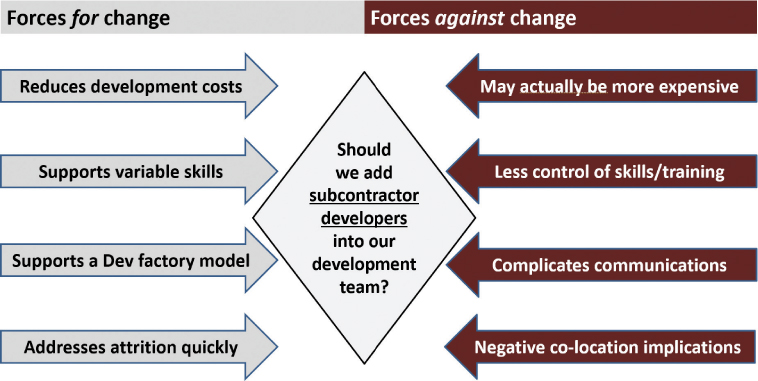 Forces for change
Forces against change
Reduces development costs
May actually be more expensive
Supports variable skills
Less control of skills/training
Should
we add
subcontractor
developers
into our
development
team?
Supports a Dev factory model
Complicates communications
Addresses attrition quickly
Negative co-location implications